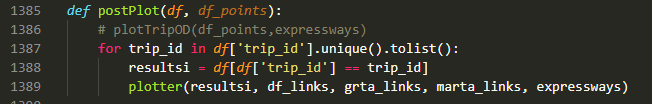 1385 def postPlot(df, df_points):
1386     # plotTripOD(df_points,expressways)
1387     for trip_id in df['trip_id'].unique().tolist():
1388         resultsi = df[df['trip_id'] == trip_id]
1389         plotter(resultsi, df_links, grta_links, marta_links, expressways)